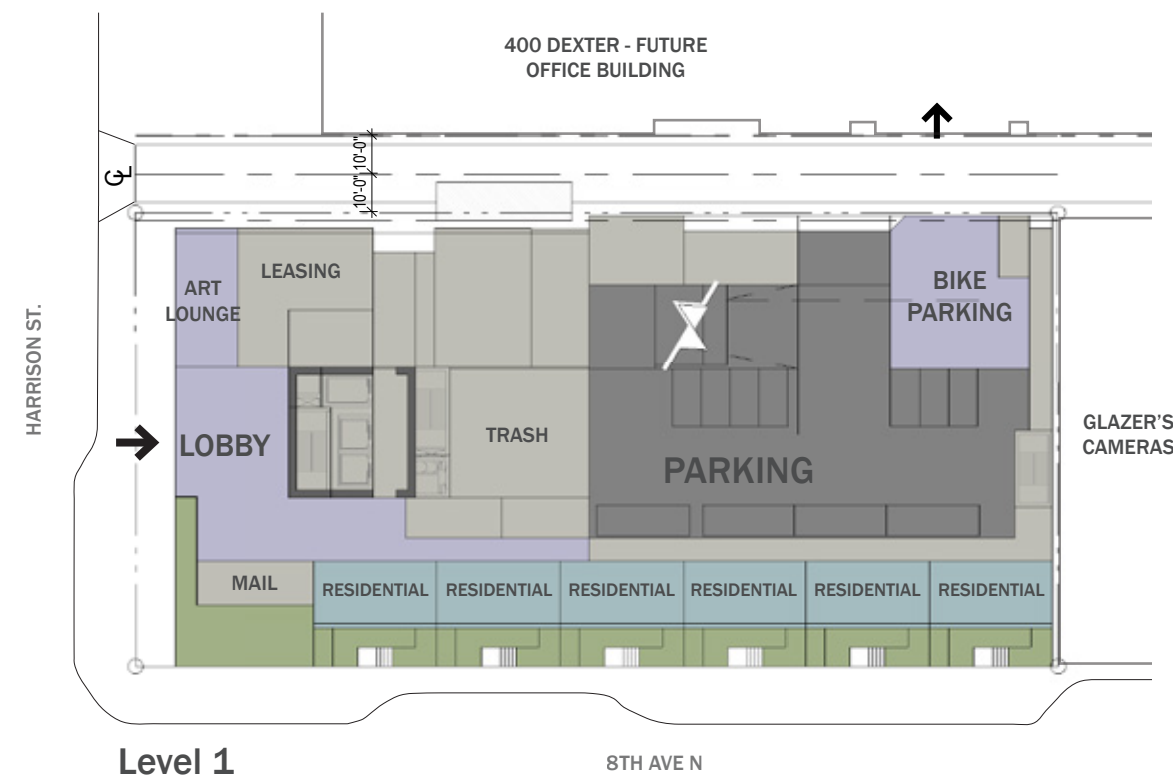 400 DEXTER - FUTURE
OFFICE BUILDING
10'-0"
10'-0"
CL
ART
LOUNGE
LEASING
BIKE
PARKING
HARRISON ST.
LOBBY
TRASH
PARKING
GLAZER'S
CAMERAS
MAIL
RESIDENTIAL
RESIDENTIAL
RESIDENTIAL
RESIDENTIAL
RESIDENTIAL
RESIDENTIAL
Level 1
8TH AVE N